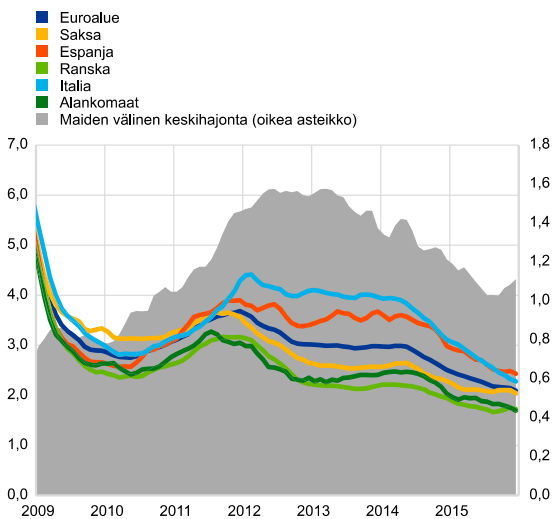 Euroalue
Saksa
Espanja
Ranska
Italia
Alankomaat
Maiden välinen keskihajonta (oikea asteikko)
7,0 1,8
6,0 1,6
5,0 1,4
4,0 1,2
3,0 1,0
2,0 0,8
1,0 0,6
0,0 0,4
0,2
0,0
2009 2010 2011 2012 2013 2014 2015